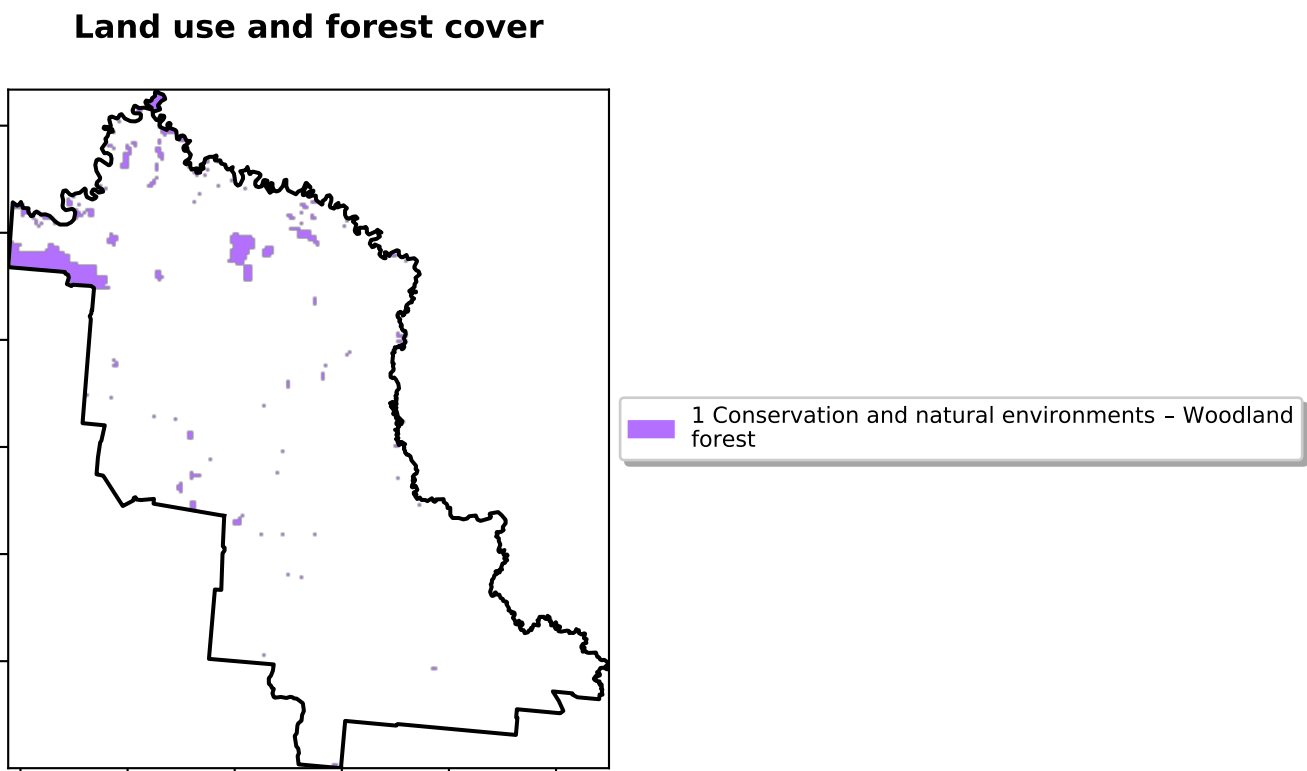 Land use and forest cover
1 Conservation and natural environments – Woodland
forest